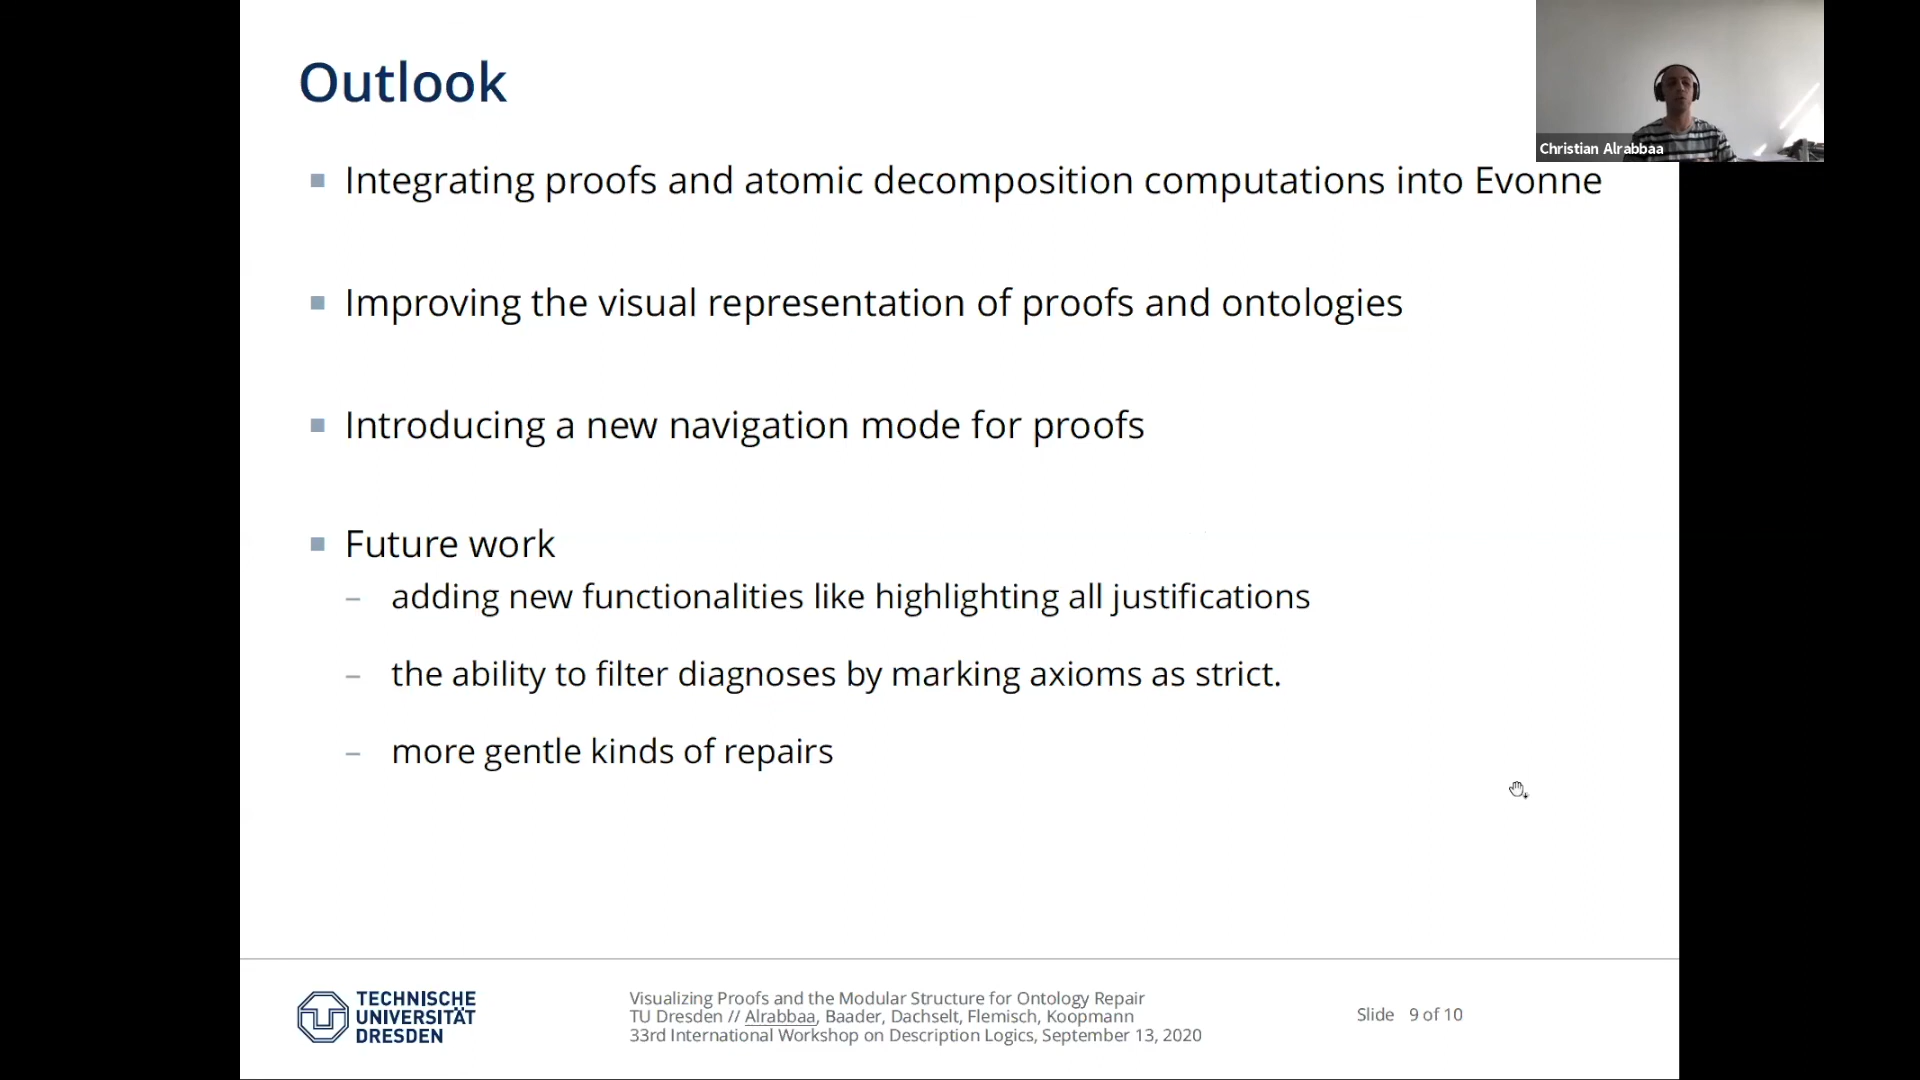 Outlook
Christian Alrabbaa
Integrating proofs and atomic decomposition computations into Evonne
Improving the visual representation of proofs and ontologies
Introducing a new navigation mode for proofs
Future work
– adding new functionalities like highlighting all justifications
– the ability to filter diagnoses by marking axioms as strict.
– more gentle kinds of repairs
TECHNISCHE
UNIVERSITÄT
DRESDEN
Visualizing Proofs and the Modular Structure for Ontology Repair
TU Dresden // Alrabbaa, Baader, Dachselt, Flemisch, Koopmann
33rd International Workshop on Description Logics, September 13, 2020
Slide 9 of 10